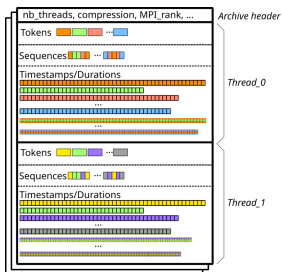 nb_threads, compression, MPI_rank, ...
Archive header
Tokens ...
Sequences ...
Timestamps/Durations
...
...
Thread_0
Tokens ...
Sequences ...
Timestamps/Durations
...
...
Thread_1